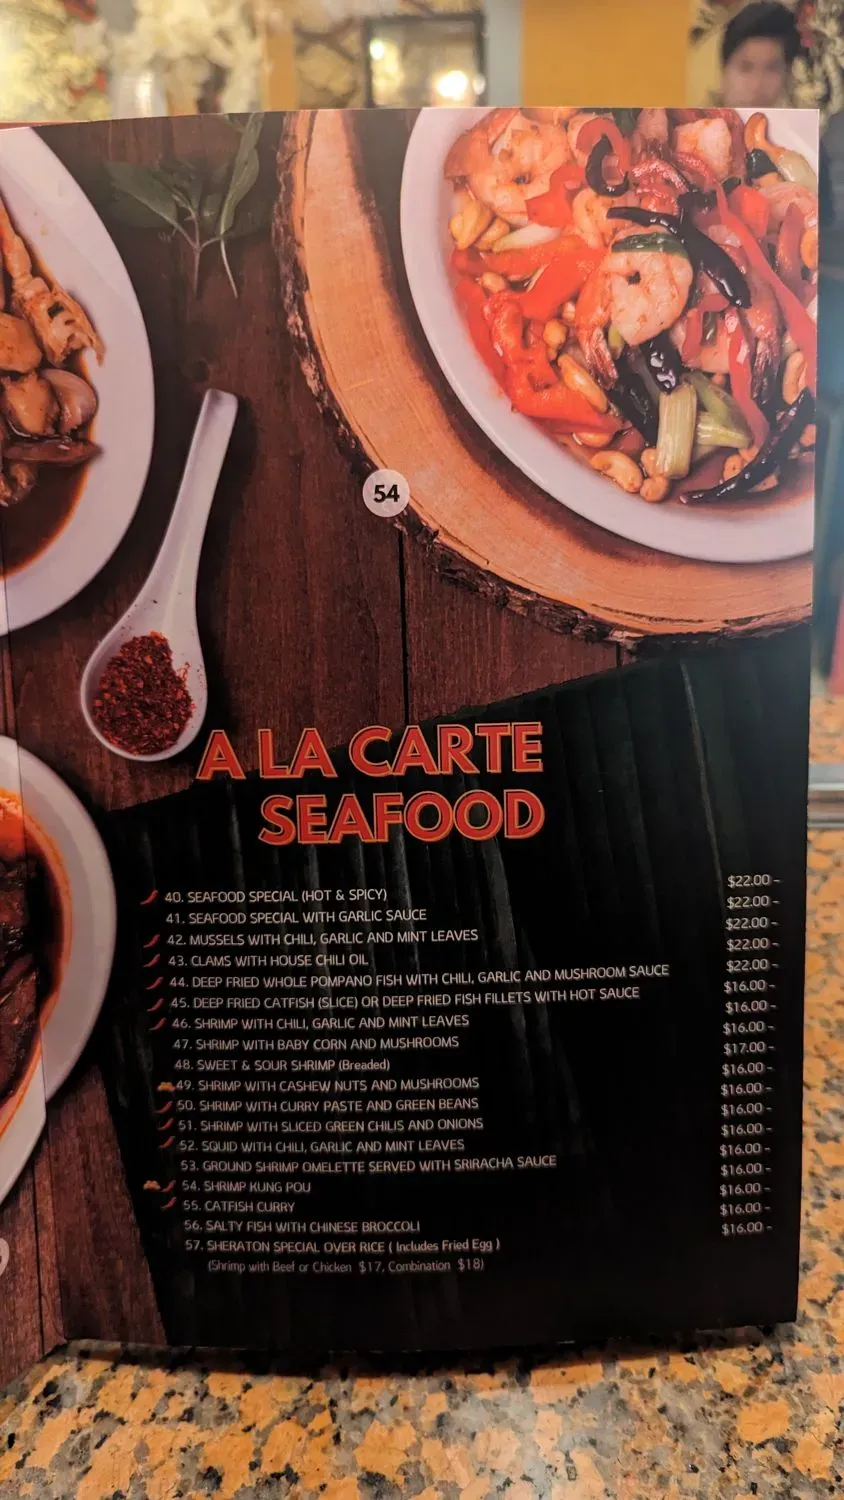 54
A LA CARTE
SEAFOOD
40. SEAFOOD SPECIAL (HOT & SPICY) $22.00 -
41. SEAFOOD SPECIAL WITH GARLIC SAUCE $22.00 -
42. MUSSELS WITH CHILI, GARLIC AND MINT LEAVES $22.00 -
43. CLAMS WITH HOUSE CHILI OIL $22.00 -
44. DEEP FRIED WHOLE POMPANO FISH WITH CHILI, GARLIC AND MUSHROOM SAUCE $22.00 -
45. DEEP FRIED CATFISH (SLICE) OR DEEP FRIED FISH FILLETS WITH HOT SAUCE $16.00 -
46. SHRIMP WITH CHILI, GARLIC AND MINT LEAVES $16.00 -
47. SHRIMP WITH BABY CORN AND MUSHROOMS $16.00 -
48. SWEET & SOUR SHRIMP (Breaded) $17.00 -
49. SHRIMP WITH CASHEW NUTS AND MUSHROOMS $16.00 -
50. SHRIMP WITH CURRY PASTE AND GREEN BEANS $16.00 -
51. SHRIMP WITH SLICED GREEN CHILIS AND ONIONS $16.00 -
52. SQUID WITH CHILI, GARLIC AND MINT LEAVES $16.00 -
53. GROUND SHRIMP OMELETTE SERVED WITH SRIRACHA SAUCE $16.00 -
54. SHRIMP KUNG POU $16.00 -
55. CATFISH CURRY $16.00 -
56. SALTY FISH WITH CHINESE BROCCOLI $16.00 -
57. SHERATON SPECIAL OVER RICE ( Includes Fried Egg ) $16.00 -
(Shrimp with Beef or Chicken $17, Combination $18)